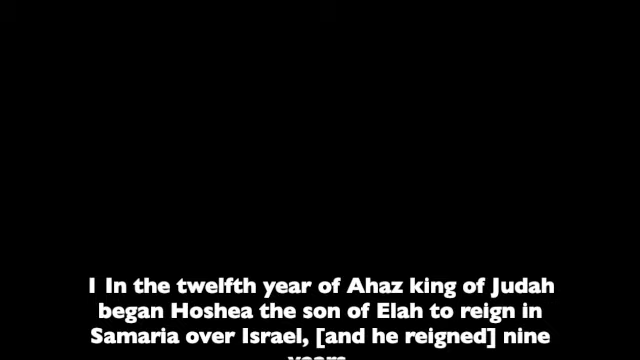 1 In the twelfth year of Ahaz king of Judah
began Hoshea the son of Elah to reign in
Samaria over Israel, [and he reigned] nine
years.